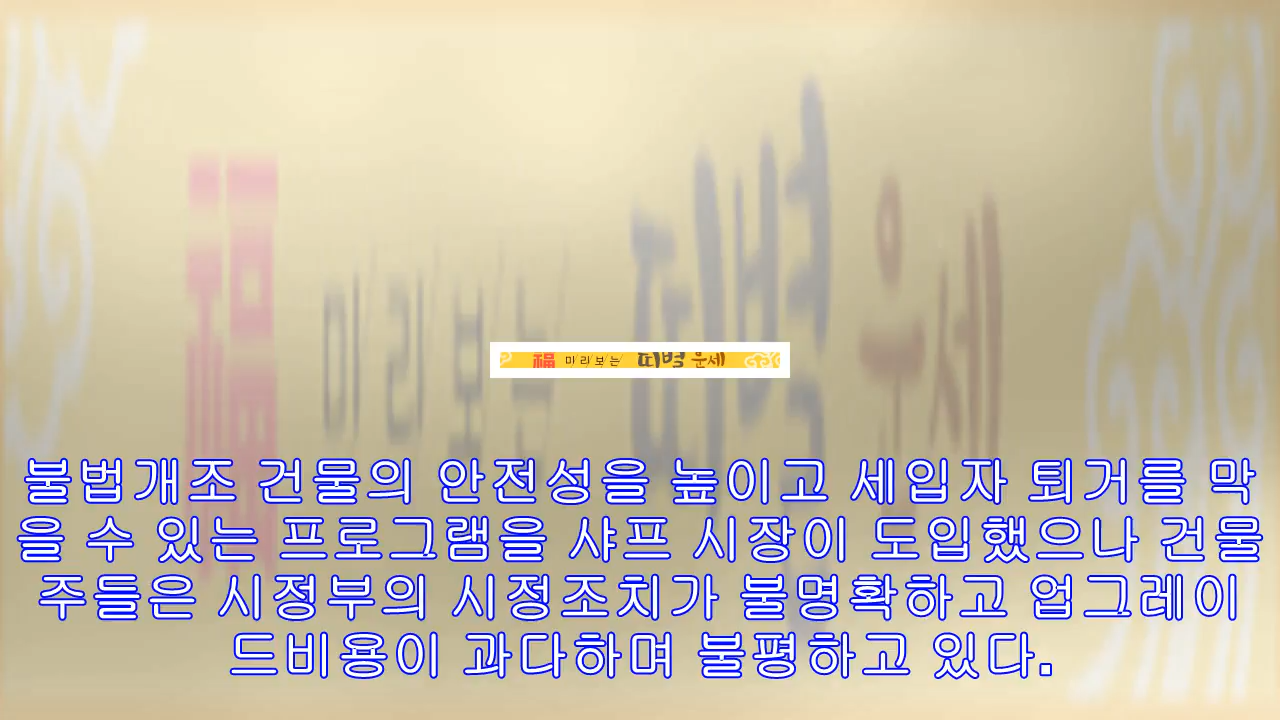 福 미리보는 띠별 운세
불법개조 건물의 안전성을 높이고 세입자 퇴거를 막
을 수 있는 프로그램을 샤프 시장이 도입했으나 건물
주들은 시정부의 시정조치가 불명확하고 업그레이
드비용이 과다하며 불평하고 있다.